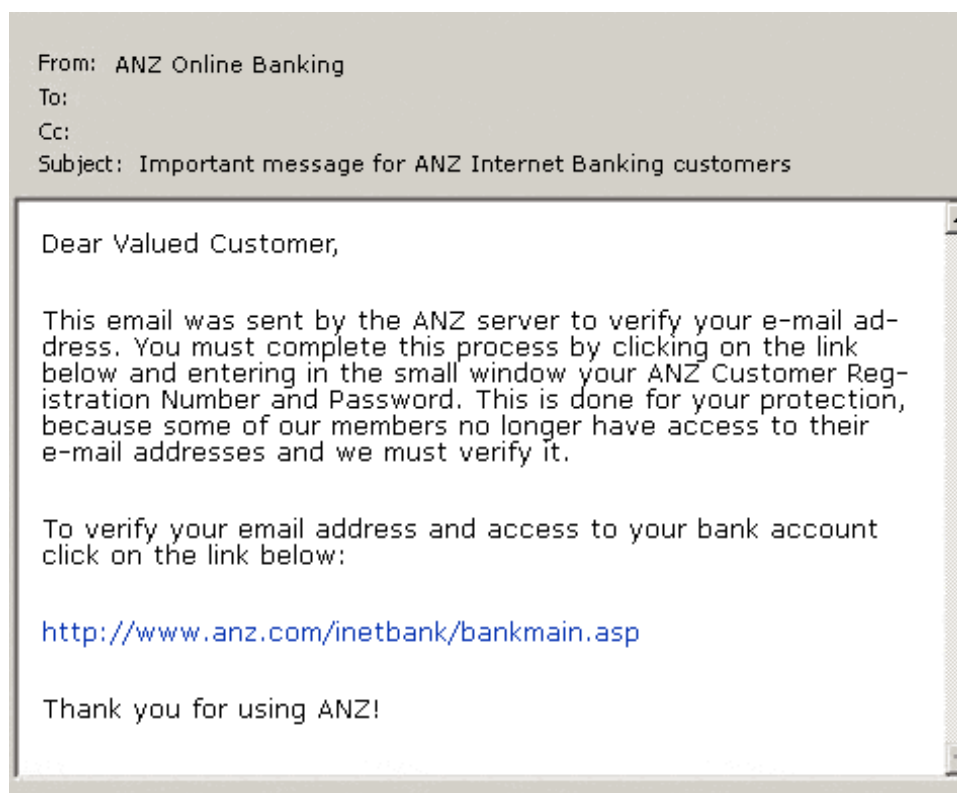 From: ANZ Online Banking
To:
Cc:
Subject: Important message for ANZ Internet Banking customers
Dear Valued Customer,
This email was sent by the ANZ server to verify your e-mail ad-
dress. You must complete this process by clicking on the link
below and entering in the small window your ANZ Customer Reg-
istration Number and Password. This is done for your protection,
because some of our members no longer have access to their
e-mail addresses and we must verify it.
To verify your email address and access to your bank account
click on the link below:
http://www.anz.com/inetbank/bankmain.asp
Thank you for using ANZ!